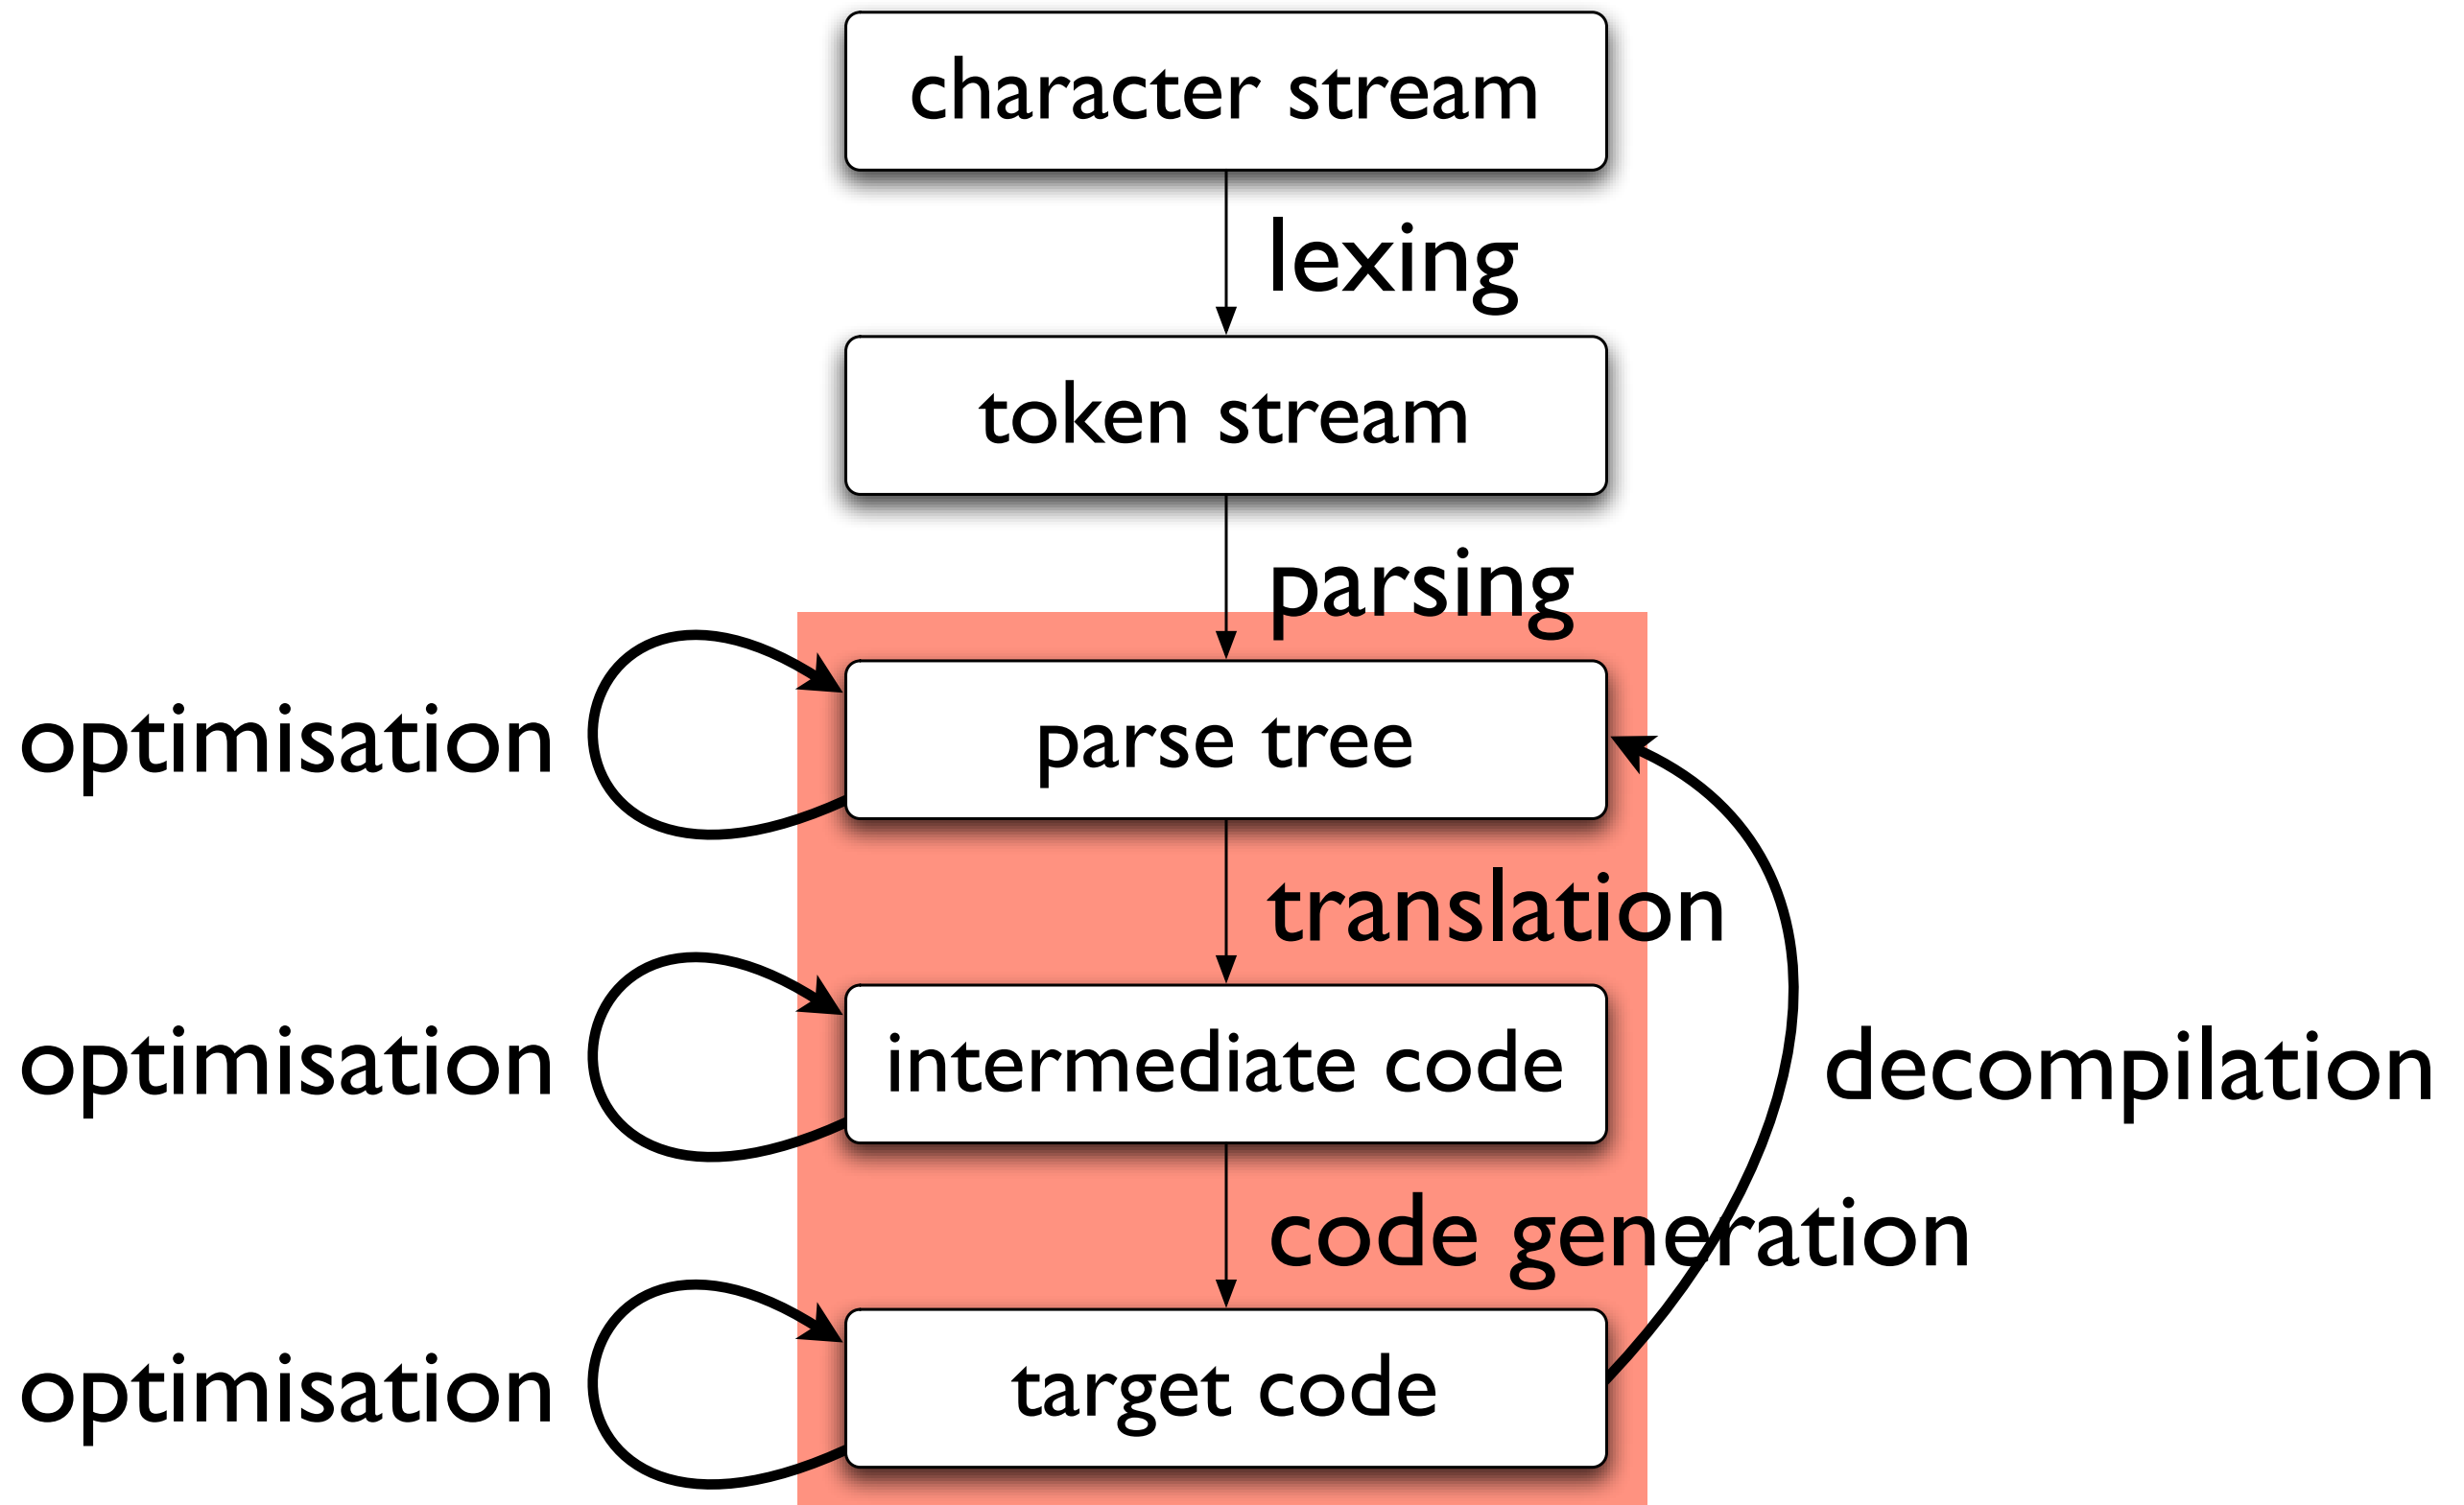 character stream
lexing
token stream
parsing
optimisation
parse tree
translation
optimisation
intermediate code
decompilation
code generation
optimisation
target code